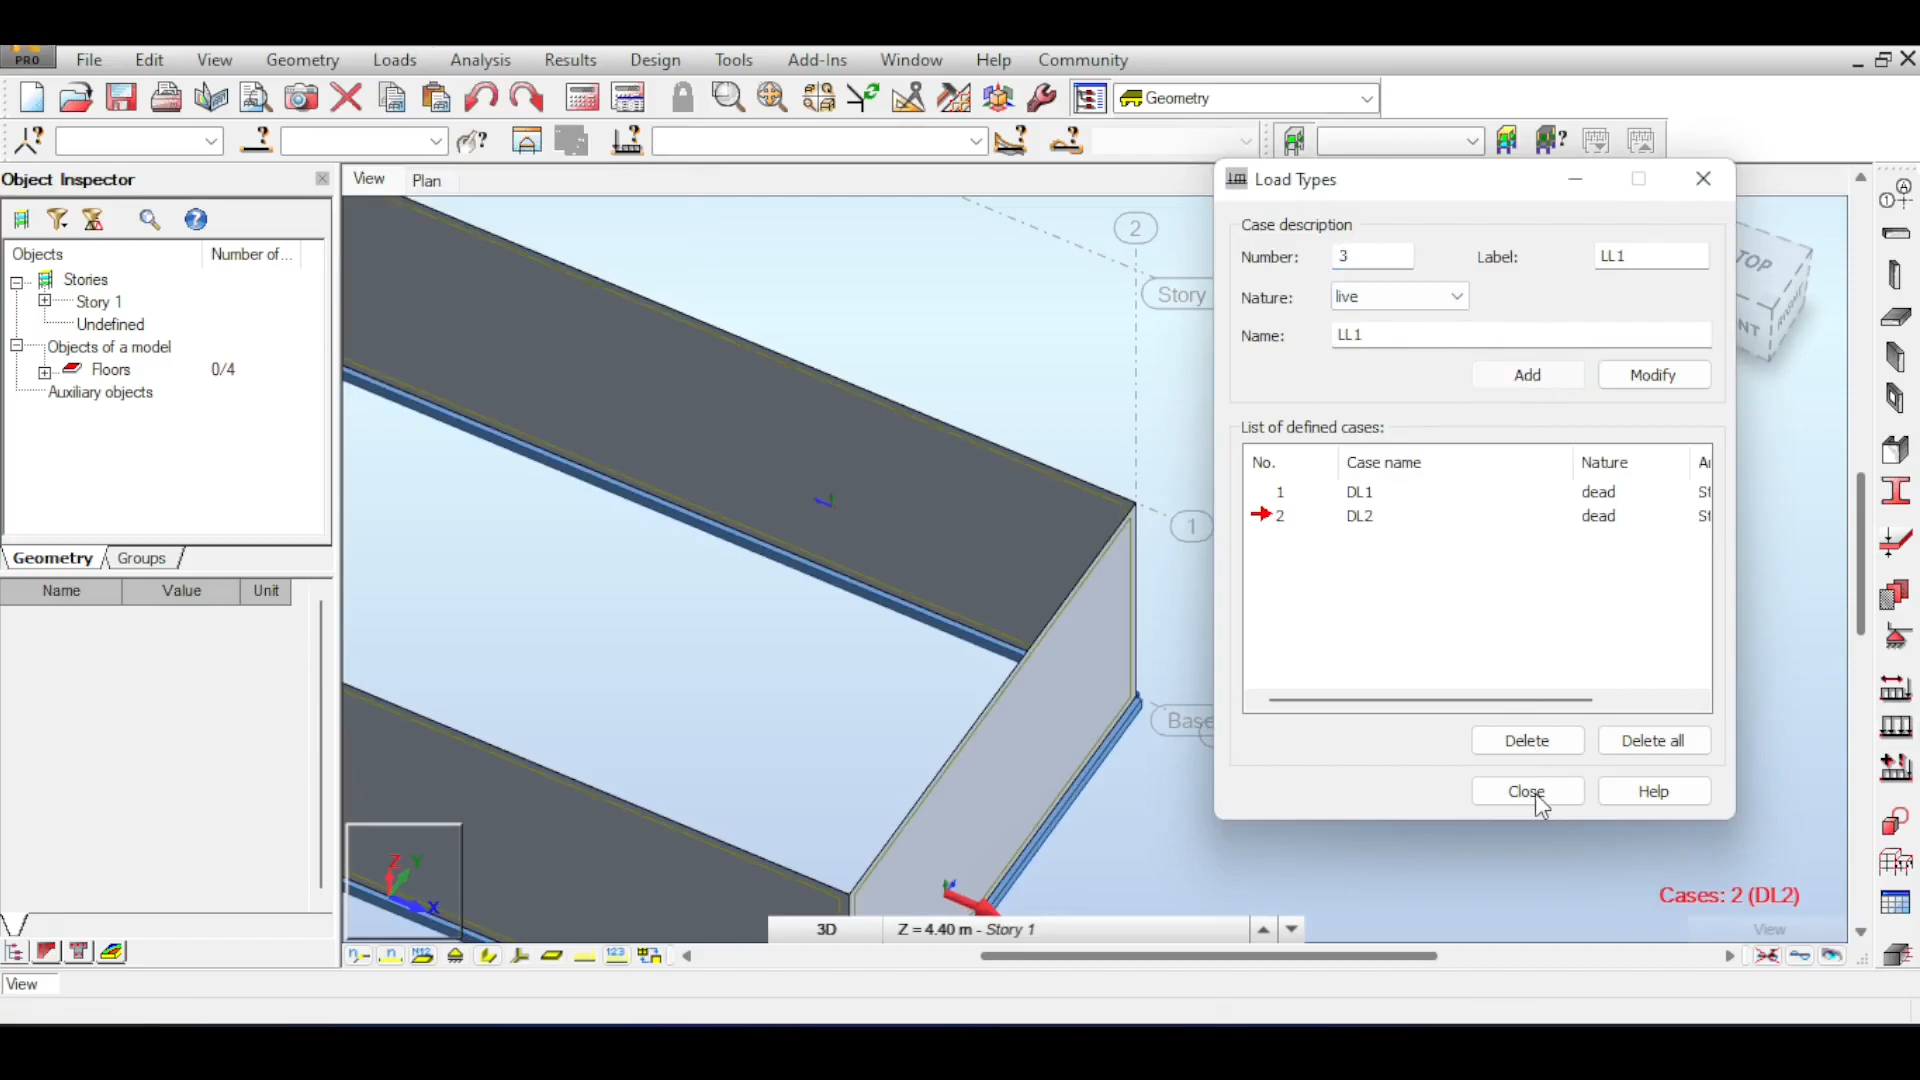 PRO File Edit View Geometry Loads Analysis Results Design Tools Add-Ins Window Help Community
Geometry
Object Inspector
Objects Number of...
Stories
Story 1
Undefined
Objects of a model
Floors 0/4
Auxiliary objects
Geometry Groups
Name Value Unit
View
View Plan
2
Story
1
Base
TOP
Z Y X
3D Z = 4.40 m - Story 1
Cases: 2 (DL2)
View
Load Types
Case description
Number: 3 Label: LL1
Nature: live
Name: LL1
Add Modify
List of defined cases:
No. Case name Nature
1 DL1 dead
2 DL2 dead
Delete Delete all
Close Help